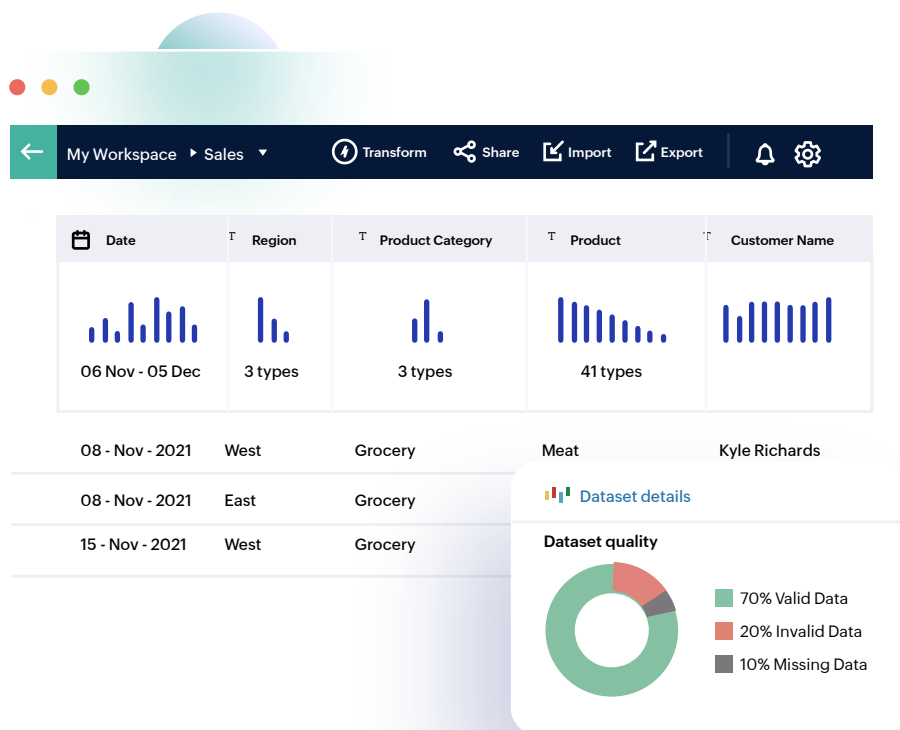 My Workspace Sales Transform Share Import Export
Date T Region T Product Category T Product T Customer Name
06 Nov - 05 Dec 3 types 3 types 41 types
08 - Nov - 2021 West Grocery Meat Kyle Richards
08 - Nov - 2021 East Grocery
Dataset details
15 - Nov - 2021 West Grocery
Dataset quality
70% Valid Data
20% Invalid Data
10% Missing Data